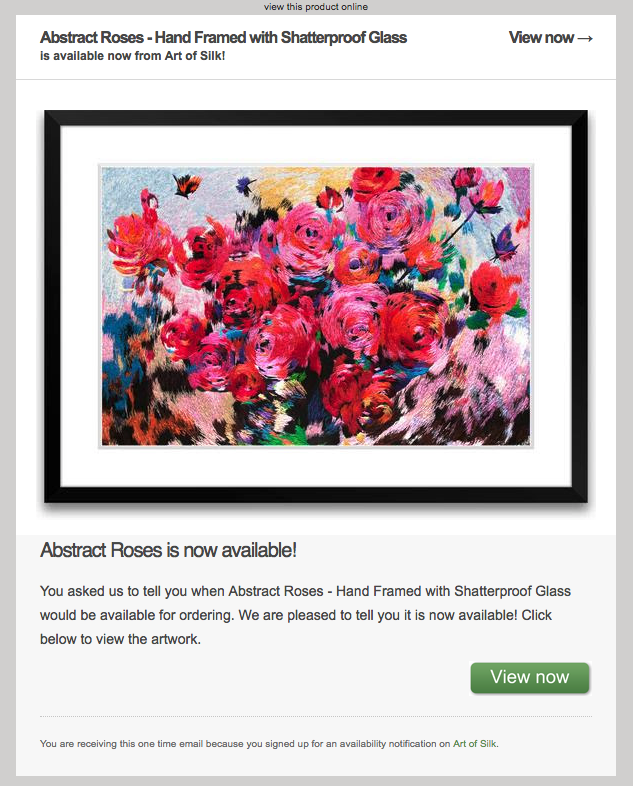 view this product online
Abstract Roses - Hand Framed with Shatterproof Glass
View now →
is available now from Art of Silk!
Abstract Roses is now available!
You asked us to tell you when Abstract Roses - Hand Framed with Shatterproof Glass
would be available for ordering. We are pleased to tell you it is now available! Click
below to view the artwork.
View now
You are receiving this one time email because you signed up for an availability notification on Art of Silk.